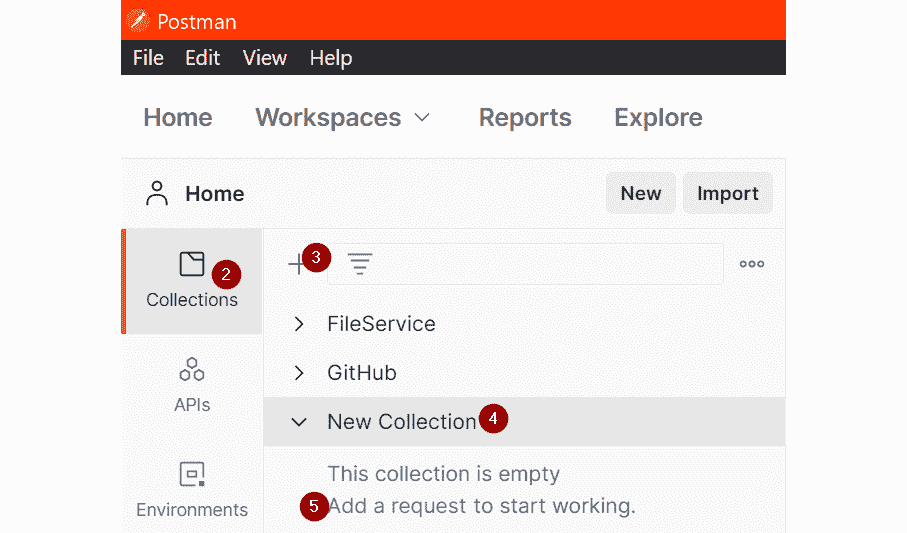 Postman
File Edit View Help
Home Workspaces Reports Explore
Home New Import
3
2
Collections
FileService
GitHub
APIs
New Collection 4
This collection is empty
5 Add a request to start working.
Environments